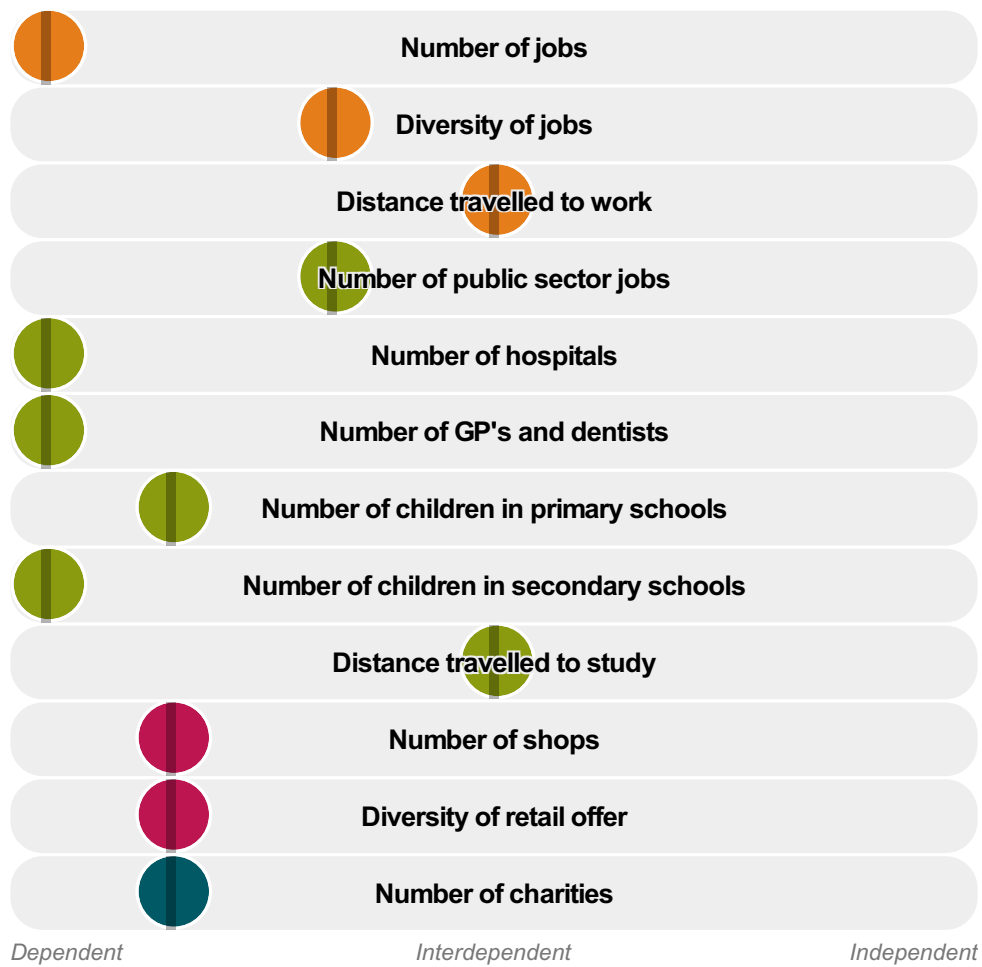 Number of jobs
Diversity of jobs
Distance travelled to work
Number of public sector jobs
Number of hospitals
Number of GP's and dentists
Number of children in primary schools
Number of children in secondary schools
Distance travelled to study
Number of shops
Diversity of retail offer
Number of charities
Dependent Interdependent Independent